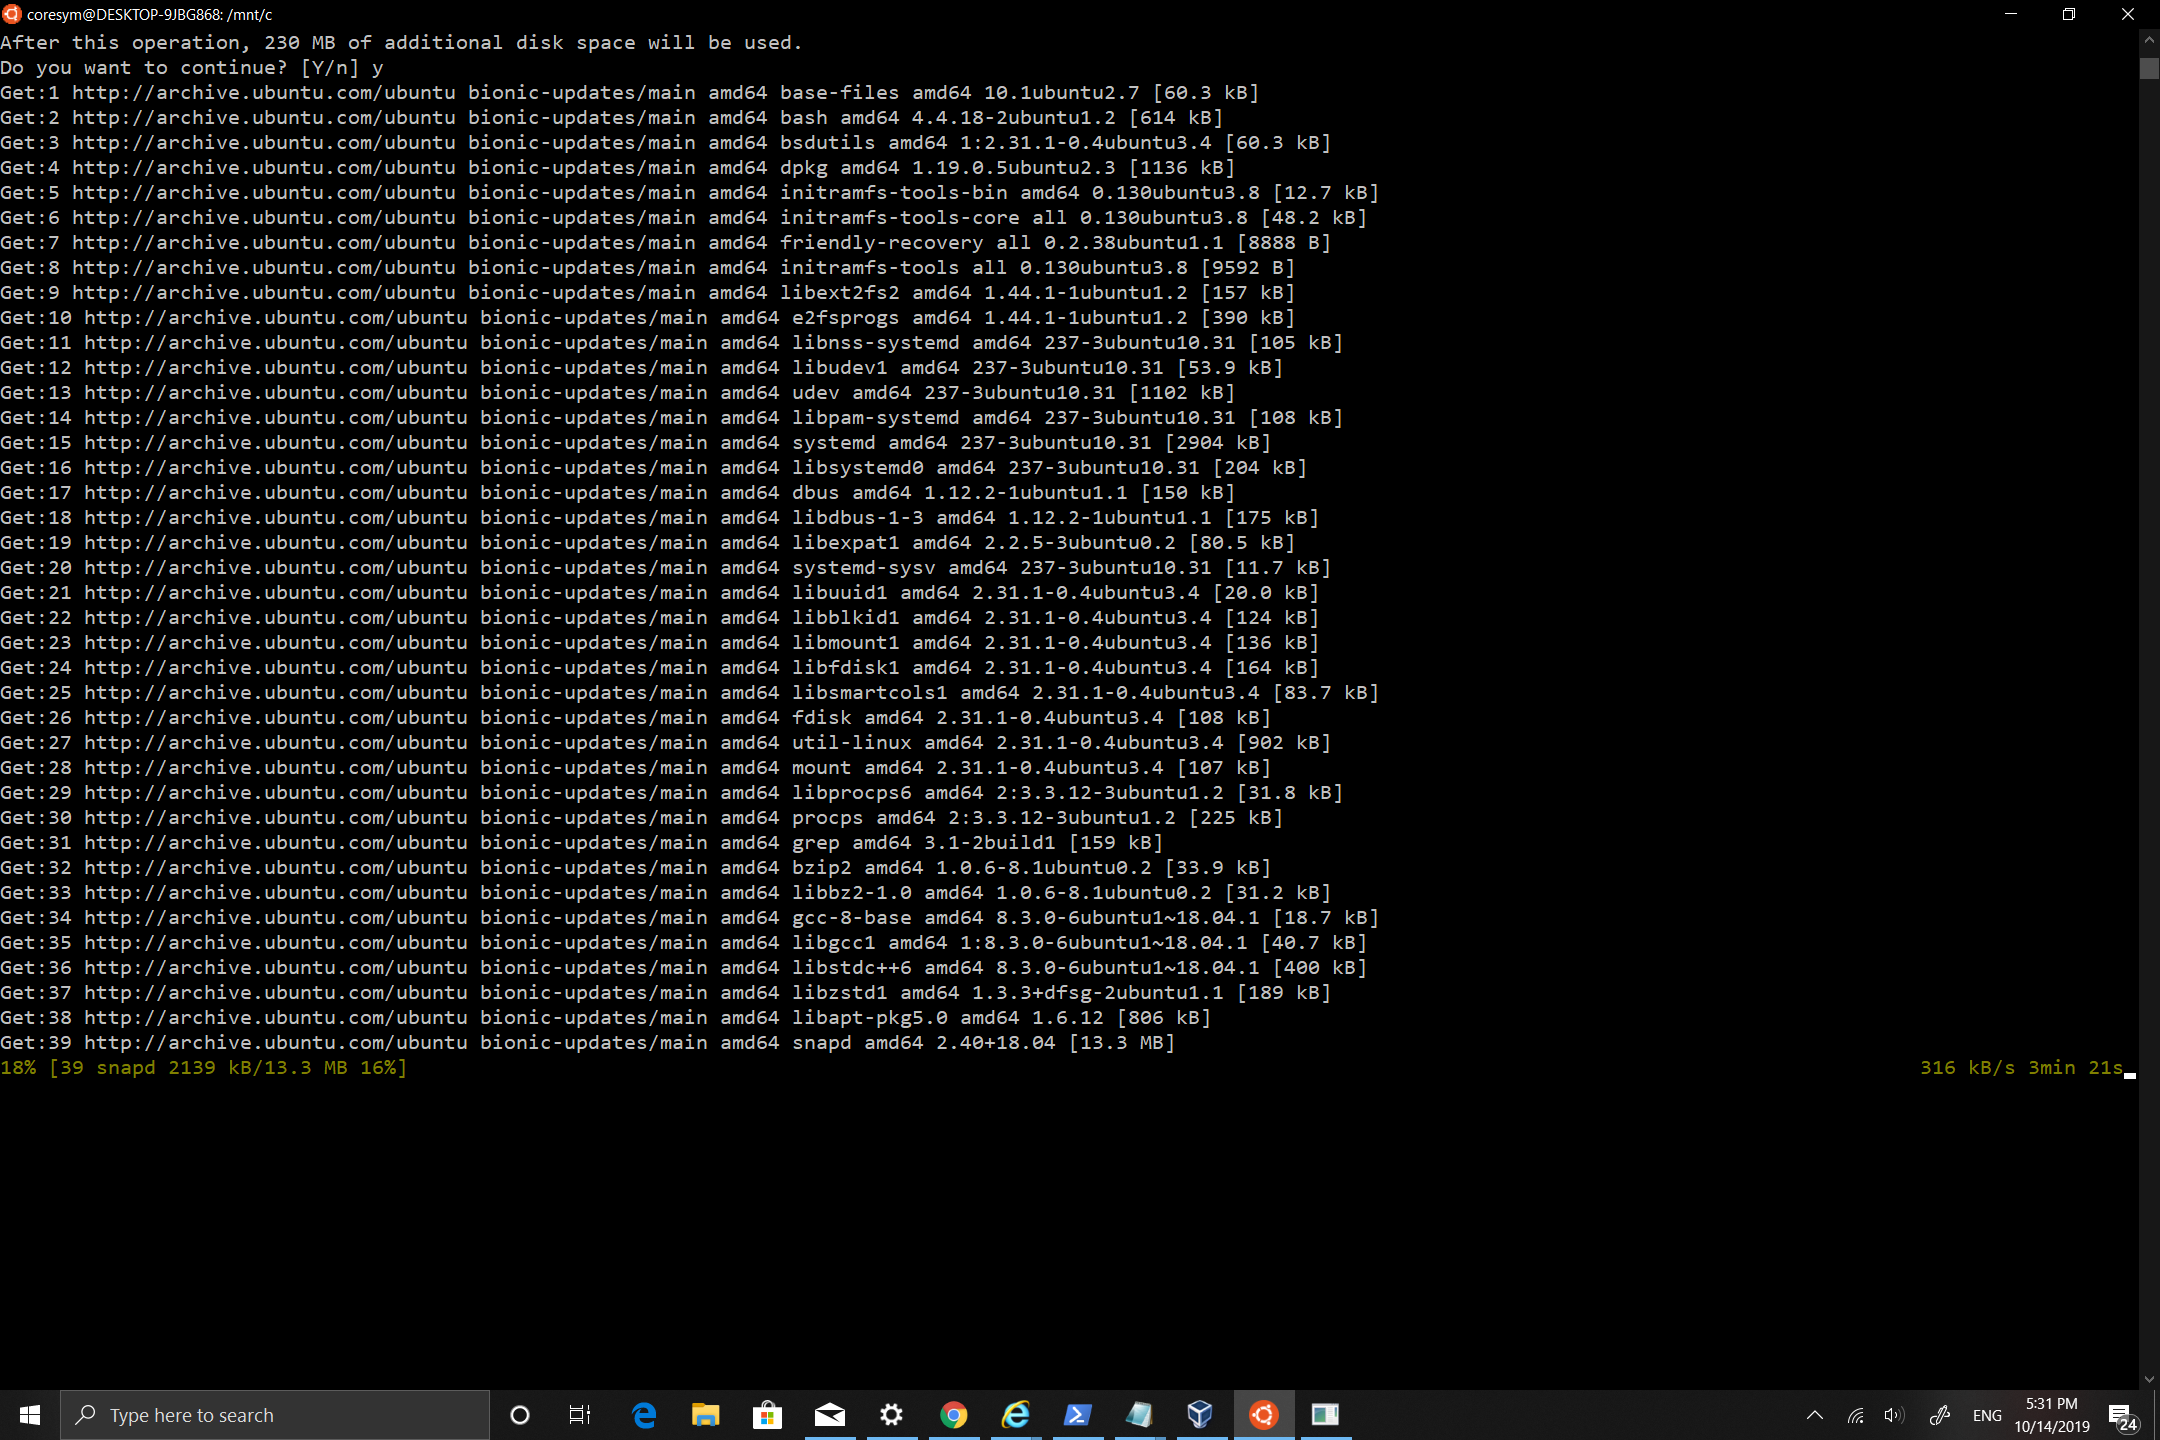 coresym@DESKTOP-9JBG868: /mnt/c
After this operation, 230 MB of additional disk space will be used.
Do you want to continue? [Y/n] y
Get:1 http://archive.ubuntu.com/ubuntu bionic-updates/main amd64 base-files amd64 10.1ubuntu2.7 [60.3 kB]
Get:2 http://archive.ubuntu.com/ubuntu bionic-updates/main amd64 bash amd64 4.4.18-2ubuntu1.2 [614 kB]
Get:3 http://archive.ubuntu.com/ubuntu bionic-updates/main amd64 bsdutils amd64 1:2.31.1-0.4ubuntu3.4 [60.3 kB]
Get:4 http://archive.ubuntu.com/ubuntu bionic-updates/main amd64 dpkg amd64 1.19.0.5ubuntu2.3 [1136 kB]
Get:5 http://archive.ubuntu.com/ubuntu bionic-updates/main amd64 initramfs-tools-bin amd64 0.130ubuntu3.8 [12.7 kB]
Get:6 http://archive.ubuntu.com/ubuntu bionic-updates/main amd64 initramfs-tools-core all 0.130ubuntu3.8 [48.2 kB]
Get:7 http://archive.ubuntu.com/ubuntu bionic-updates/main amd64 friendly-recovery all 0.2.38ubuntu1.1 [8888 B]
Get:8 http://archive.ubuntu.com/ubuntu bionic-updates/main amd64 initramfs-tools all 0.130ubuntu3.8 [9592 B]
Get:9 http://archive.ubuntu.com/ubuntu bionic-updates/main amd64 libext2fs2 amd64 1.44.1-1ubuntu1.2 [157 kB]
Get:10 http://archive.ubuntu.com/ubuntu bionic-updates/main amd64 e2fsprogs amd64 1.44.1-1ubuntu1.2 [390 kB]
Get:11 http://archive.ubuntu.com/ubuntu bionic-updates/main amd64 libnss-systemd amd64 237-3ubuntu10.31 [105 kB]
Get:12 http://archive.ubuntu.com/ubuntu bionic-updates/main amd64 libudev1 amd64 237-3ubuntu10.31 [53.9 kB]
Get:13 http://archive.ubuntu.com/ubuntu bionic-updates/main amd64 udev amd64 237-3ubuntu10.31 [1102 kB]
Get:14 http://archive.ubuntu.com/ubuntu bionic-updates/main amd64 libpam-systemd amd64 237-3ubuntu10.31 [108 kB]
Get:15 http://archive.ubuntu.com/ubuntu bionic-updates/main amd64 systemd amd64 237-3ubuntu10.31 [2904 kB]
Get:16 http://archive.ubuntu.com/ubuntu bionic-updates/main amd64 libsystemd0 amd64 237-3ubuntu10.31 [204 kB]
Get:17 http://archive.ubuntu.com/ubuntu bionic-updates/main amd64 dbus amd64 1.12.2-1ubuntu1.1 [150 kB]
Get:18 http://archive.ubuntu.com/ubuntu bionic-updates/main amd64 libdbus-1-3 amd64 1.12.2-1ubuntu1.1 [175 kB]
Get:19 http://archive.ubuntu.com/ubuntu bionic-updates/main amd64 libexpat1 amd64 2.2.5-3ubuntu0.2 [80.5 kB]
Get:20 http://archive.ubuntu.com/ubuntu bionic-updates/main amd64 systemd-sysv amd64 237-3ubuntu10.31 [11.7 kB]
Get:21 http://archive.ubuntu.com/ubuntu bionic-updates/main amd64 libuuid1 amd64 2.31.1-0.4ubuntu3.4 [20.0 kB]
Get:22 http://archive.ubuntu.com/ubuntu bionic-updates/main amd64 libblkid1 amd64 2.31.1-0.4ubuntu3.4 [124 kB]
Get:23 http://archive.ubuntu.com/ubuntu bionic-updates/main amd64 libmount1 amd64 2.31.1-0.4ubuntu3.4 [136 kB]
Get:24 http://archive.ubuntu.com/ubuntu bionic-updates/main amd64 libfdisk1 amd64 2.31.1-0.4ubuntu3.4 [164 kB]
Get:25 http://archive.ubuntu.com/ubuntu bionic-updates/main amd64 libsmartcols1 amd64 2.31.1-0.4ubuntu3.4 [83.7 kB]
Get:26 http://archive.ubuntu.com/ubuntu bionic-updates/main amd64 fdisk amd64 2.31.1-0.4ubuntu3.4 [108 kB]
Get:27 http://archive.ubuntu.com/ubuntu bionic-updates/main amd64 util-linux amd64 2.31.1-0.4ubuntu3.4 [902 kB]
Get:28 http://archive.ubuntu.com/ubuntu bionic-updates/main amd64 mount amd64 2.31.1-0.4ubuntu3.4 [107 kB]
Get:29 http://archive.ubuntu.com/ubuntu bionic-updates/main amd64 libprocps6 amd64 2:3.3.12-3ubuntu1.2 [31.8 kB]
Get:30 http://archive.ubuntu.com/ubuntu bionic-updates/main amd64 procps amd64 2:3.3.12-3ubuntu1.2 [225 kB]
Get:31 http://archive.ubuntu.com/ubuntu bionic-updates/main amd64 grep amd64 3.1-2build1 [159 kB]
Get:32 http://archive.ubuntu.com/ubuntu bionic-updates/main amd64 bzip2 amd64 1.0.6-8.1ubuntu0.2 [33.9 kB]
Get:33 http://archive.ubuntu.com/ubuntu bionic-updates/main amd64 libbz2-1.0 amd64 1.0.6-8.1ubuntu0.2 [31.2 kB]
Get:34 http://archive.ubuntu.com/ubuntu bionic-updates/main amd64 gcc-8-base amd64 8.3.0-6ubuntu1~18.04.1 [18.7 kB]
Get:35 http://archive.ubuntu.com/ubuntu bionic-updates/main amd64 libgcc1 amd64 1:8.3.0-6ubuntu1~18.04.1 [40.7 kB]
Get:36 http://archive.ubuntu.com/ubuntu bionic-updates/main amd64 libstdc++6 amd64 8.3.0-6ubuntu1~18.04.1 [400 kB]
Get:37 http://archive.ubuntu.com/ubuntu bionic-updates/main amd64 libzstd1 amd64 1.3.3+dfsg-2ubuntu1.1 [189 kB]
Get:38 http://archive.ubuntu.com/ubuntu bionic-updates/main amd64 libapt-pkg5.0 amd64 1.6.12 [806 kB]
Get:39 http://archive.ubuntu.com/ubuntu bionic-updates/main amd64 snapd amd64 2.40+18.04 [13.3 MB]
18% [39 snapd 2139 kB/13.3 MB 16%] 316 kB/s 3min 21s
Type here to search
ENG
5:31 PM
10/14/2019
24